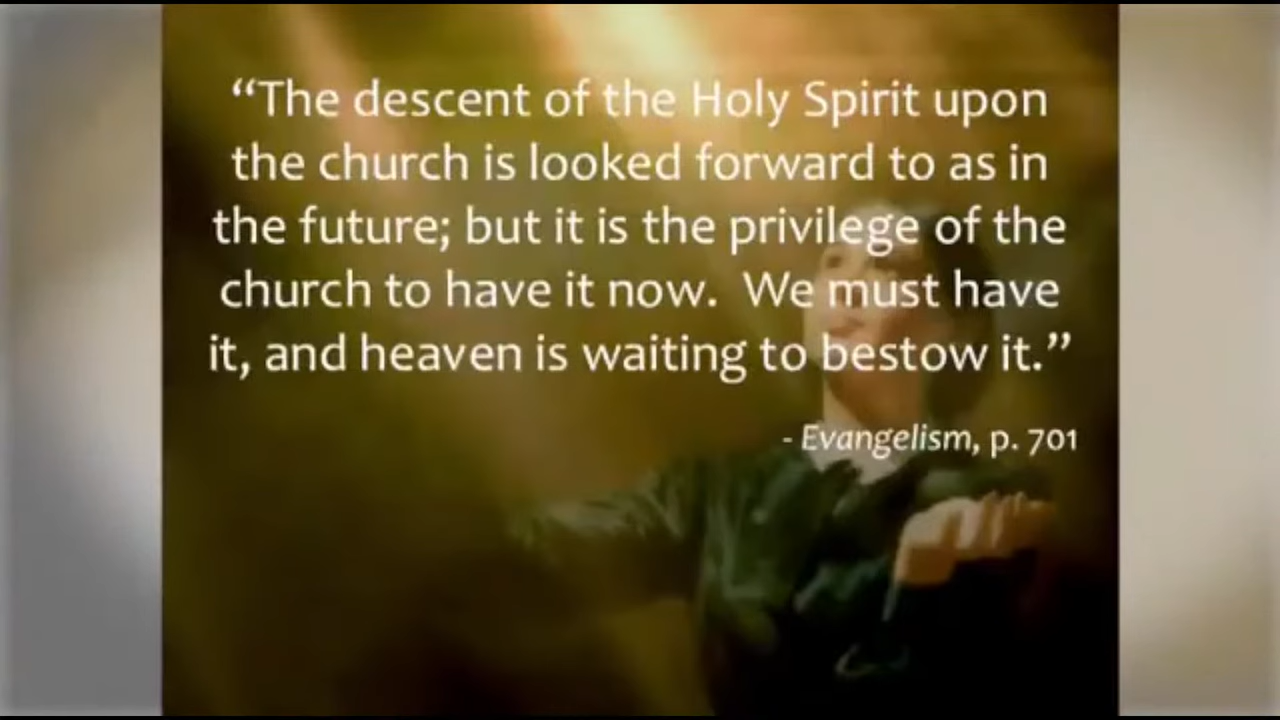 “The descent of the Holy Spirit upon
the church is looked forward to as in
the future; but it is the privilege of the
church to have it now.  We must have
it, and heaven is waiting to bestow it.”
- Evangelism, p. 701